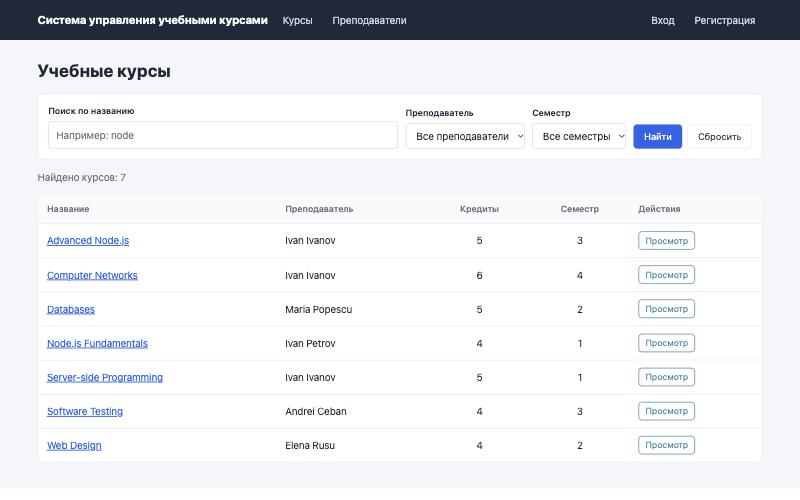 Система управления учебными курсами Курсы Преподаватели Вход Регистрация
Учебные курсы
Поиск по названию Преподаватель Семестр
Например: node Все преподаватели Все семестры Найти Сбросить
Найдено курсов: 7
Название Преподаватель Кредиты Семестр Действия
Advanced Node.js Ivan Ivanov 5 3 Просмотр
Computer Networks Ivan Ivanov 6 4 Просмотр
Databases Maria Popescu 5 2 Просмотр
Node.js Fundamentals Ivan Petrov 4 1 Просмотр
Server-side Programming Ivan Ivanov 5 1 Просмотр
Software Testing Andrei Ceban 4 3 Просмотр
Web Design Elena Rusu 4 2 Просмотр